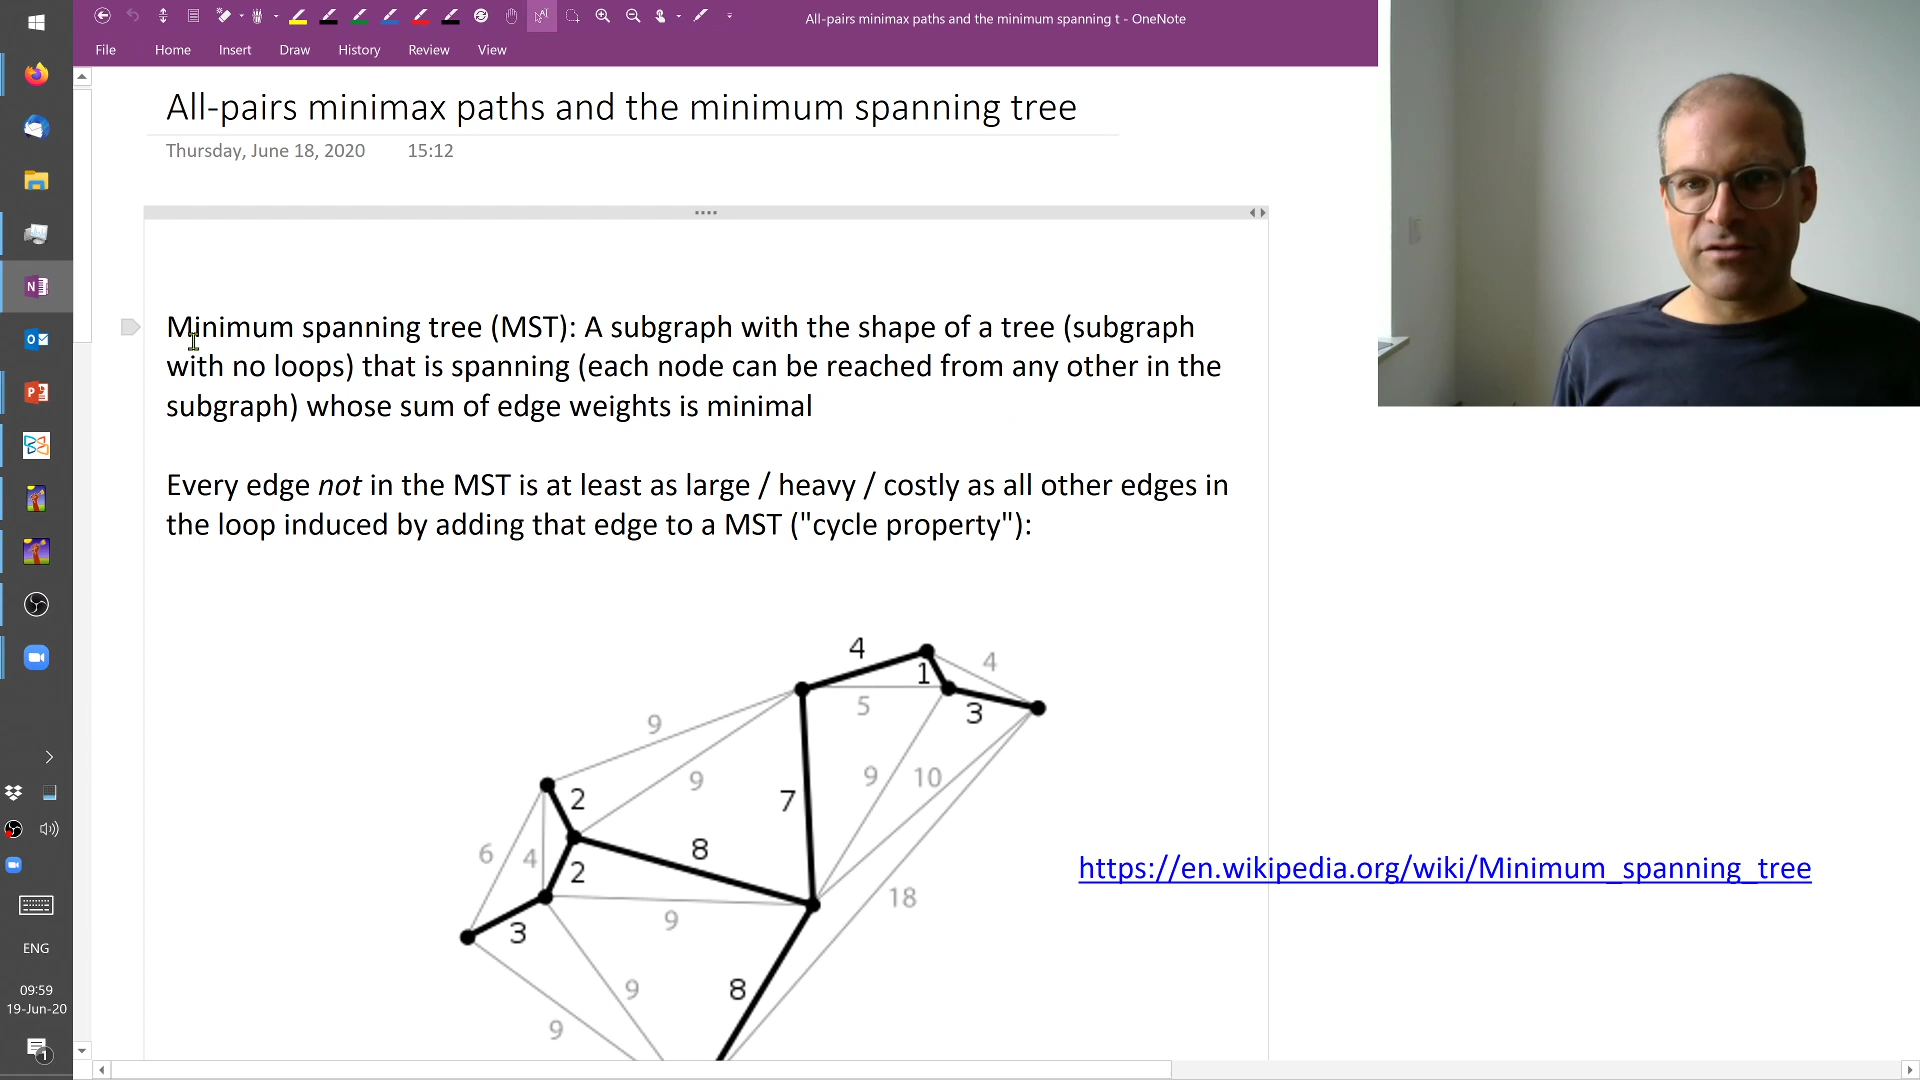 All-pairs minimax paths and the minimum spanning t - OneNote
File Home Insert Draw History Review View
All-pairs minimax paths and the minimum spanning tree
Thursday, June 18, 2020 15:12
Minimum spanning tree (MST): A subgraph with the shape of a tree (subgraph
with no loops) that is spanning (each node can be reached from any other in the
subgraph) whose sum of edge weights is minimal
Every edge not in the MST is at least as large / heavy / costly as all other edges in
the loop induced by adding that edge to a MST ("cycle property"):
4
4
1
5
3
9
9
9
10
2
7
6
4
8
2
https://en.wikipedia.org/wiki/Minimum_spanning_tree
18
9
3
9
8
9
N
O
P
ENG
09:59
19-Jun-20
1